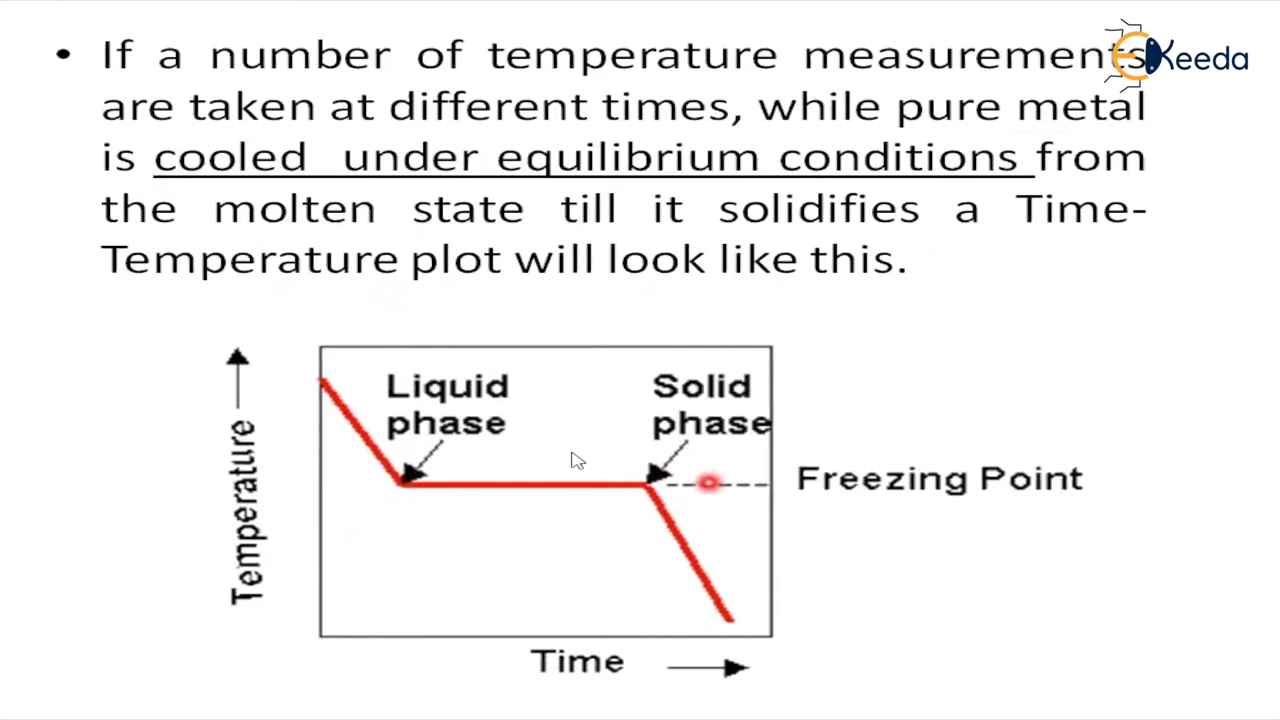 • If a number of temperature measurements
are taken at different times, while pure metal
is cooled under equilibrium conditions from
the molten state till it solidifies a Time-
Temperature plot will look like this.
Keeda
Liquid
phase
Solid
phase
Temperature
Freezing Point
Time